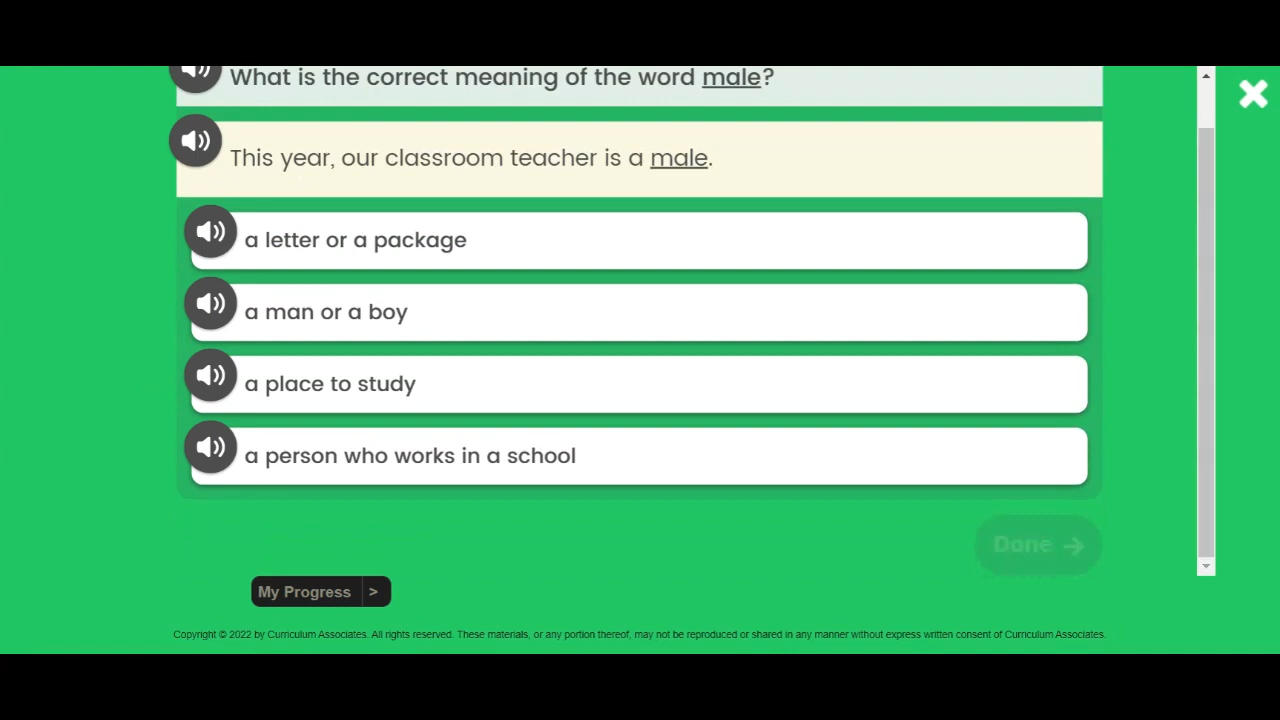 What is the correct meaning of the word male?
This year, our classroom teacher is a male.
a letter or a package
a man or a boy
a place to study
a person who works in a school
Done
My Progress >
Copyright © 2022 by Curriculum Associates. All rights reserved. These materials, or any portion thereof, may not be reproduced or shared in any manner without express written consent of Curriculum Associates.